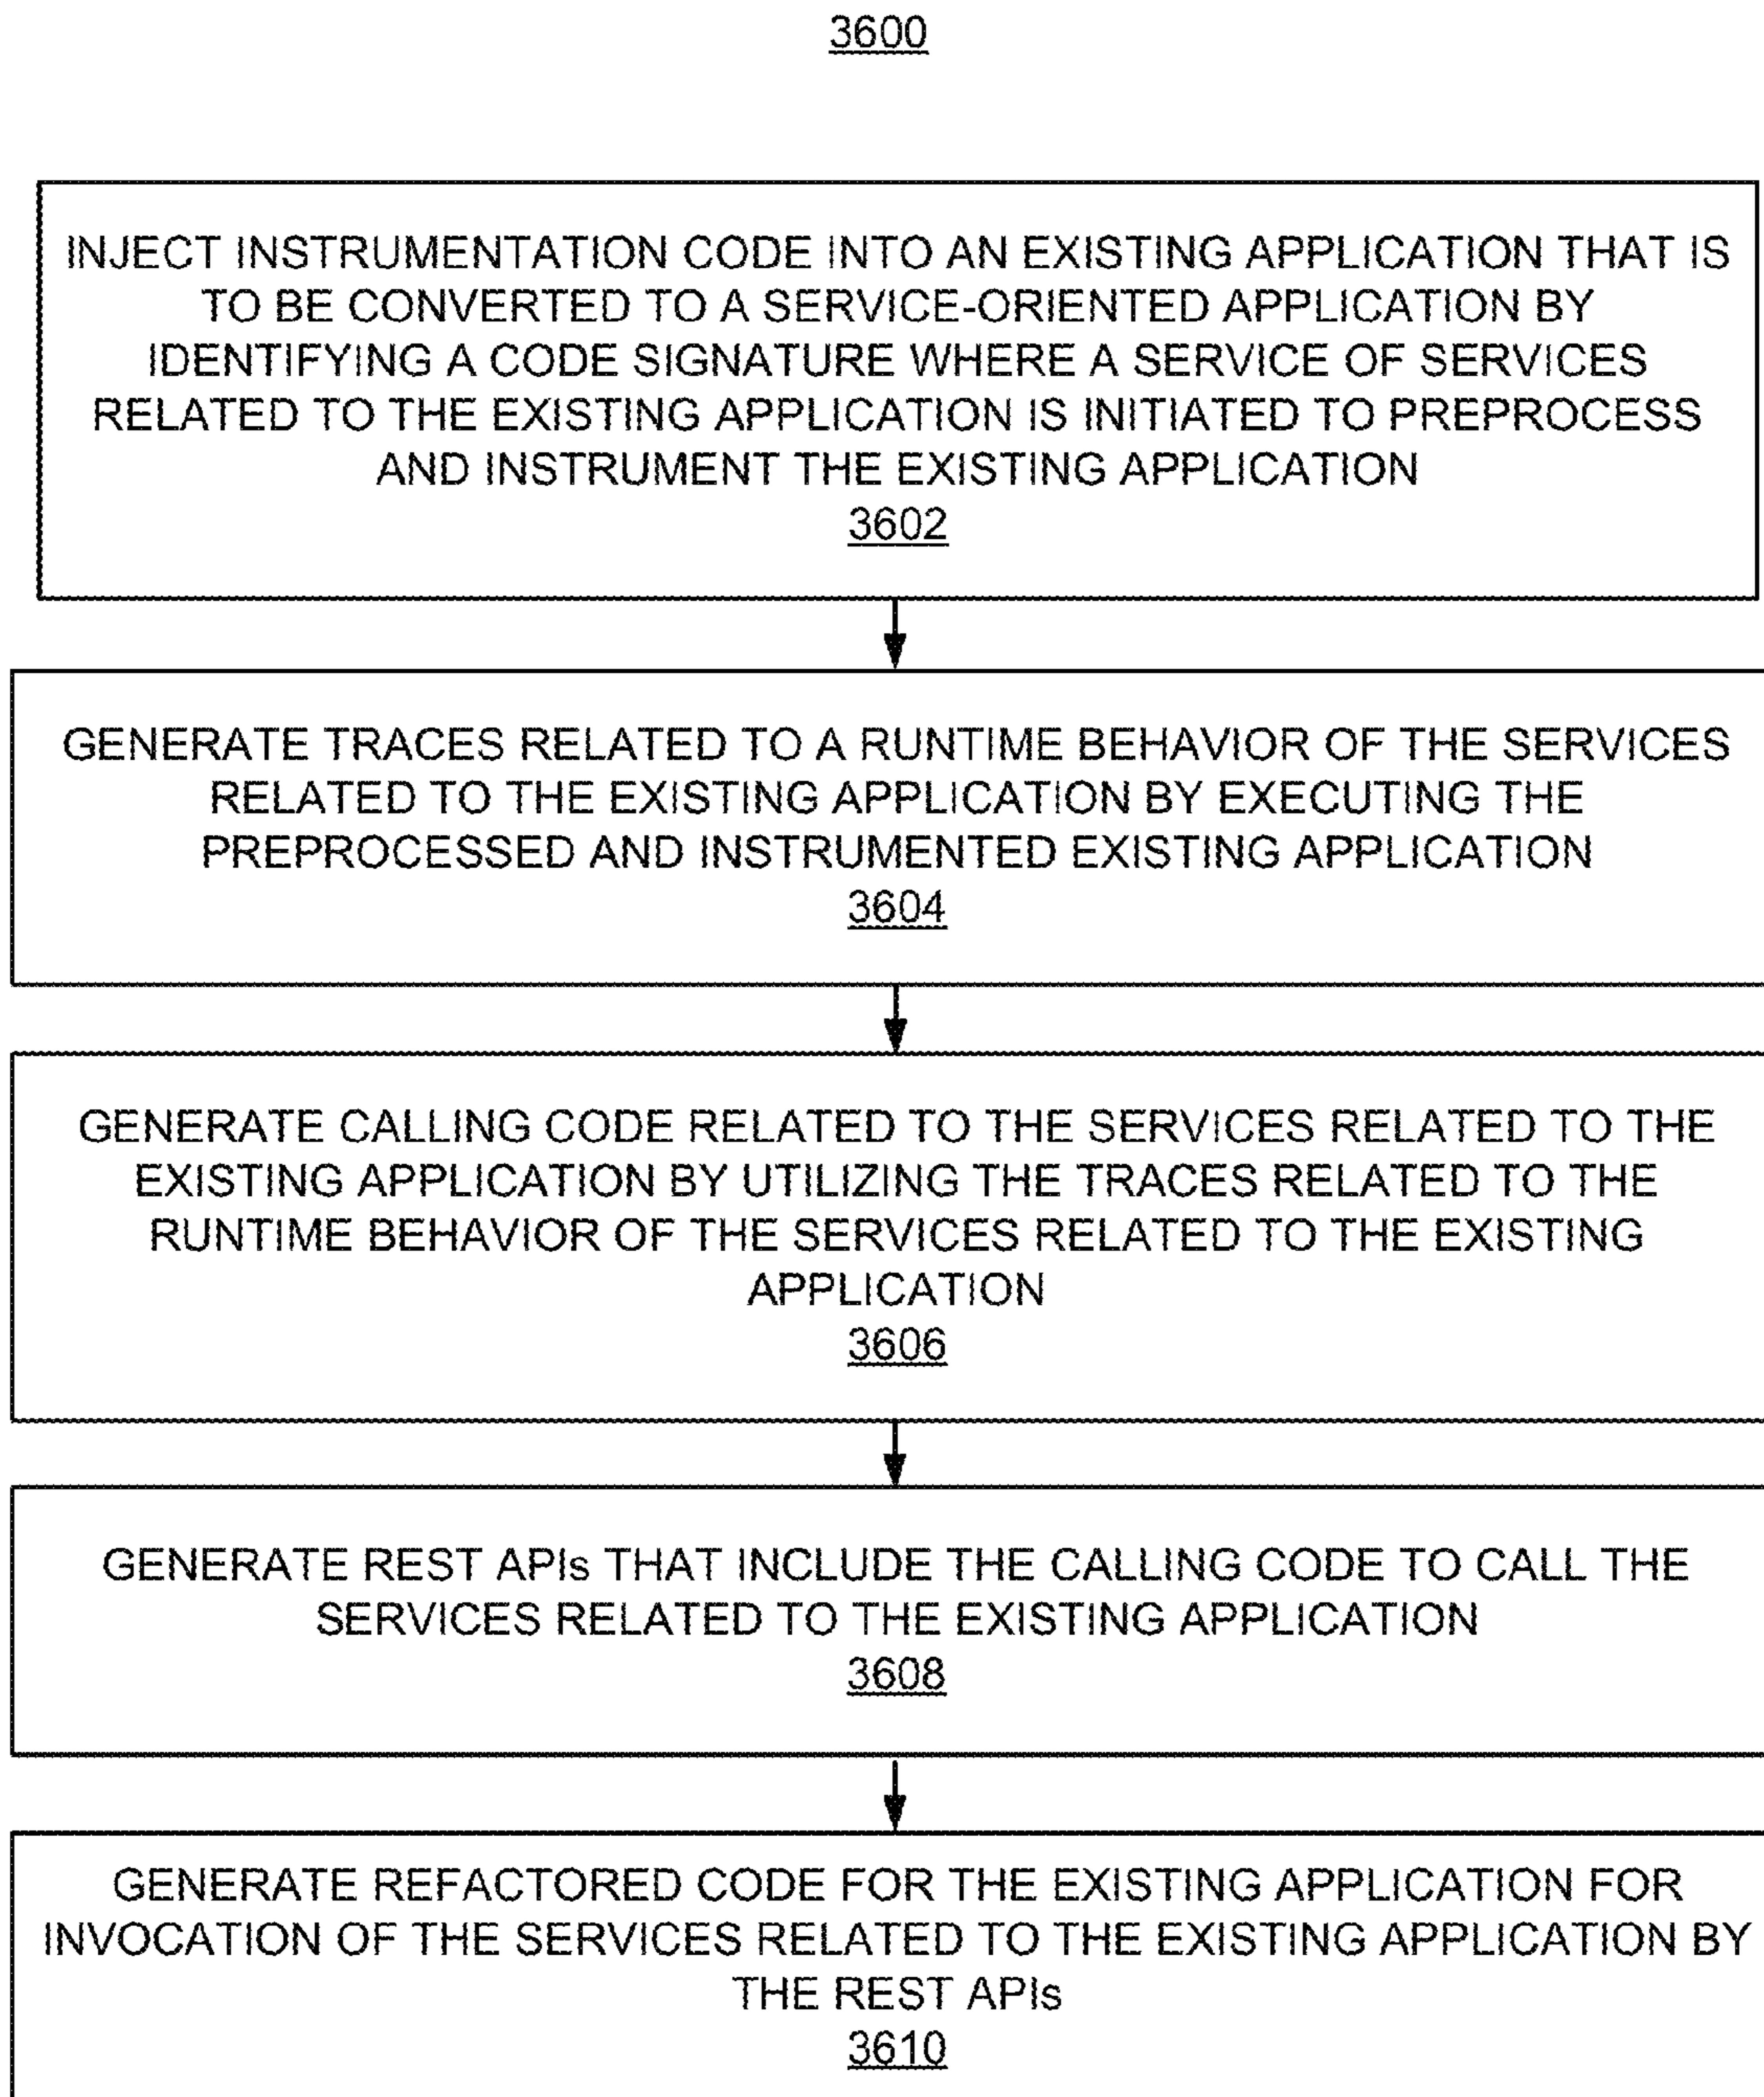 3600
INJECT INSTRUMENTATION CODE INTO AN EXISTING APPLICATION THAT IS
TO BE CONVERTED TO A SERVICE-ORIENTED APPLICATION BY
IDENTIFYING A CODE SIGNATURE WHERE A SERVICE OF SERVICES
RELATED TO THE EXISTING APPLICATION IS INITIATED TO PREPROCESS
AND INSTRUMENT THE EXISTING APPLICATION
3602
GENERATE TRACES RELATED TO A RUNTIME BEHAVIOR OF THE SERVICES
RELATED TO THE EXISTING APPLICATION BY EXECUTING THE
PREPROCESSED AND INSTRUMENTED EXISTING APPLICATION
3604
GENERATE CALLING CODE RELATED TO THE SERVICES RELATED TO THE
EXISTING APPLICATION BY UTILIZING THE TRACES RELATED TO THE
RUNTIME BEHAVIOR OF THE SERVICES RELATED TO THE EXISTING
APPLICATION
3606
GENERATE REST APIs THAT INCLUDE THE CALLING CODE TO CALL THE
SERVICES RELATED TO THE EXISTING APPLICATION
3608
GENERATE REFACTORED CODE FOR THE EXISTING APPLICATION FOR
INVOCATION OF THE SERVICES RELATED TO THE EXISTING APPLICATION BY
THE REST APIs
3610